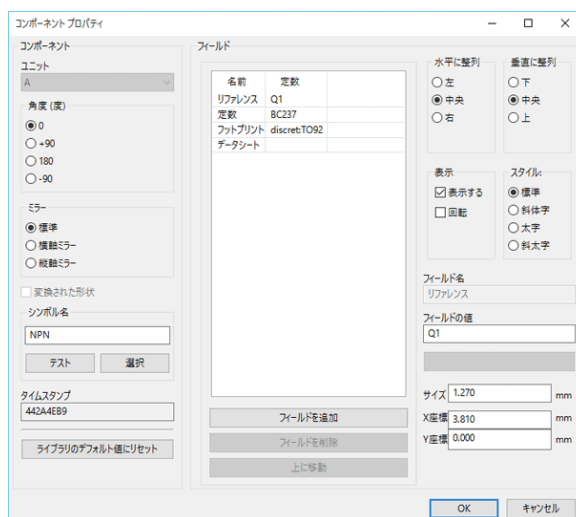 コンポーネント プロパティ
コンポーネント
ユニット
A
角度 (度)
0
+90
180
-90
ミラー
標準
横軸ミラー
縦軸ミラー
変換された形状
シンボル名
NPN
テスト 選択
タイムスタンプ
442A4EB9
ライブラリのデフォルト値にリセット
フィールド
名前 定数
リファレンス Q1
定数 BC237
フットプリント discret:TO92
データシート
フィールドを追加
フィールドを削除
上に移動
水平に整列
左
中央
右
垂直に整列
下
中央
上
表示
表示する
回転
スタイル:
標準
斜体字
太字
斜太字
フィールド名
リファレンス
フィールドの値
Q1
サイズ 1.270 mm
X座標 3.810 mm
Y座標 0.000 mm
OK キャンセル